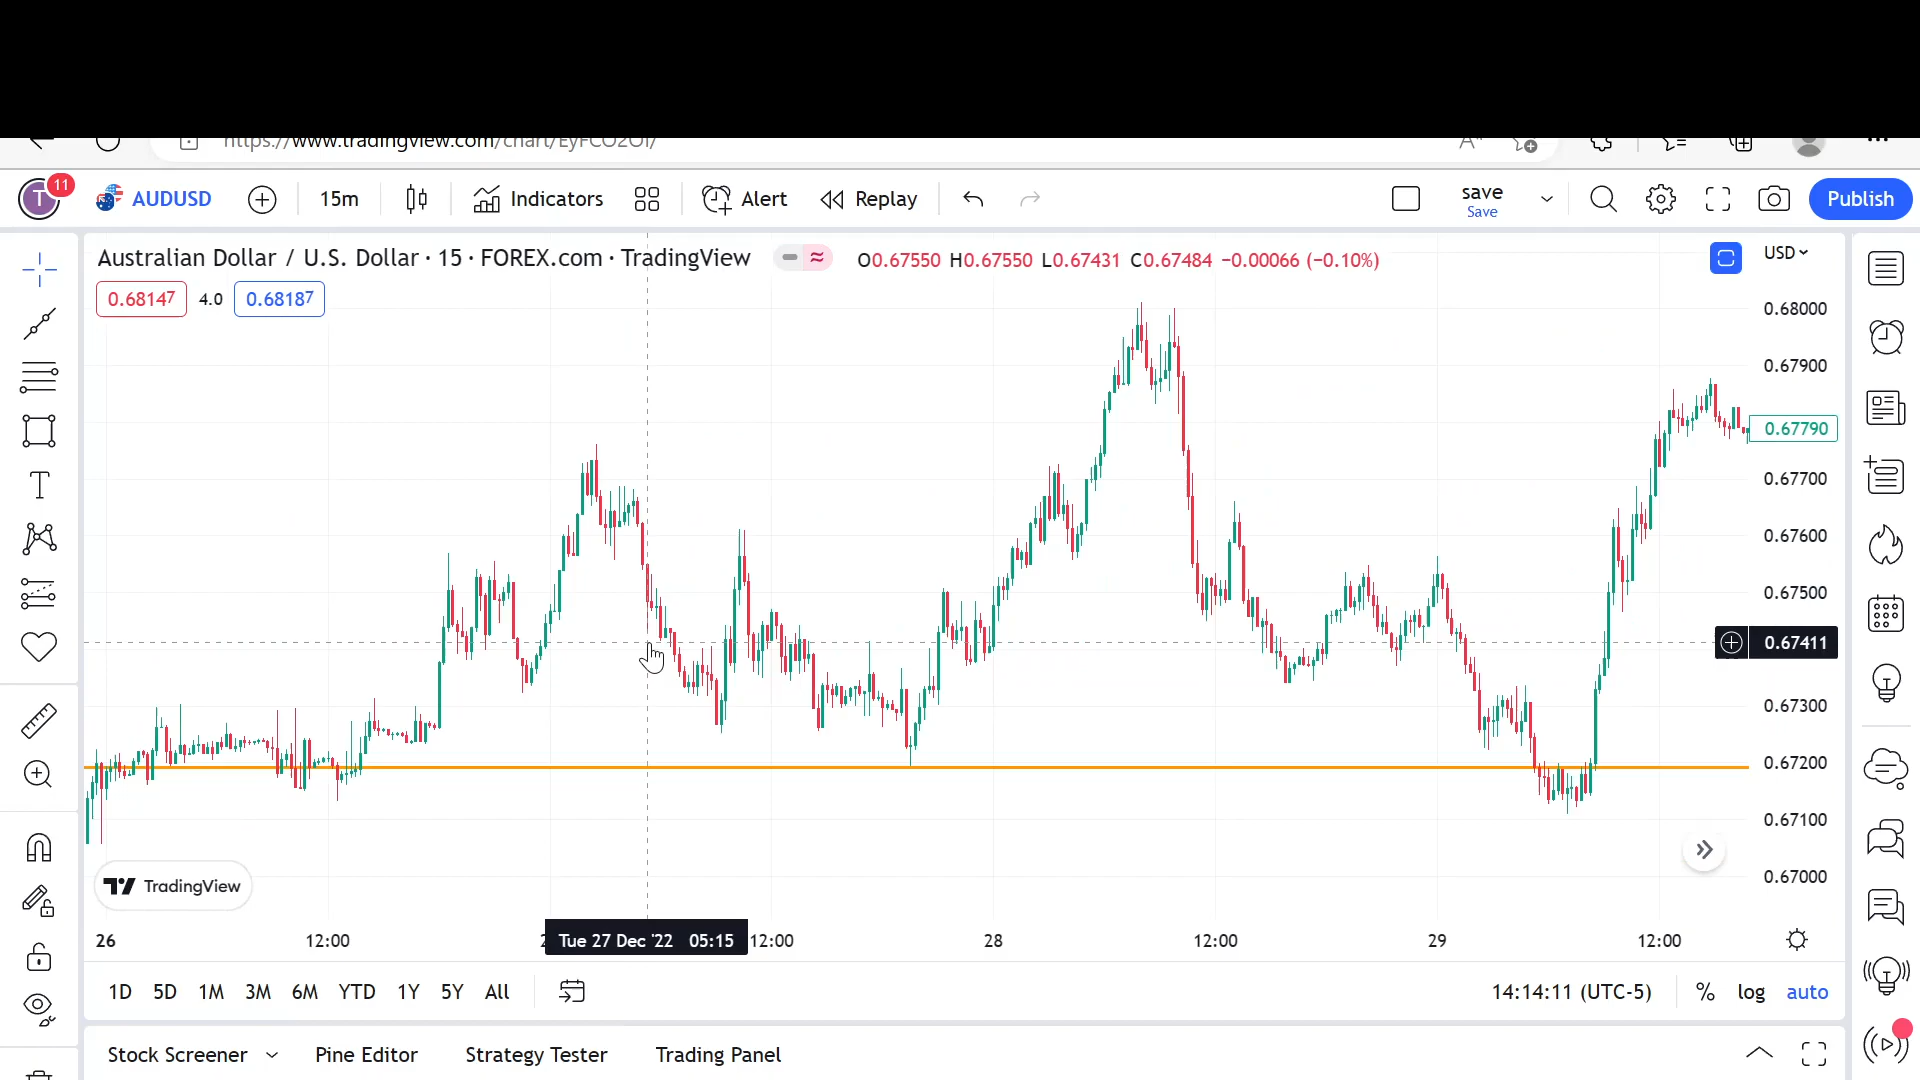 https://www.tradingview.com/chart/EyFCO2OI/
T 11 AUDUSD 15m Indicators Alert Replay save Save Publish
Australian Dollar / U.S. Dollar · 15 · FOREX.com · TradingView O0.67550 H0.67550 L0.67431 C0.67484 −0.00066 (−0.10%) USD
0.68147 4.0 0.68187
0.68000
0.67900
0.67790
0.67700
0.67600
0.67500
0.67411
0.67300
0.67200
0.67100
0.67000
TradingView
26 12:00 Tue 27 Dec '22 05:15 12:00 28 12:00 29 12:00
1D 5D 1M 3M 6M YTD 1Y 5Y All 14:14:11 (UTC-5) % log auto
Stock Screener Pine Editor Strategy Tester Trading Panel